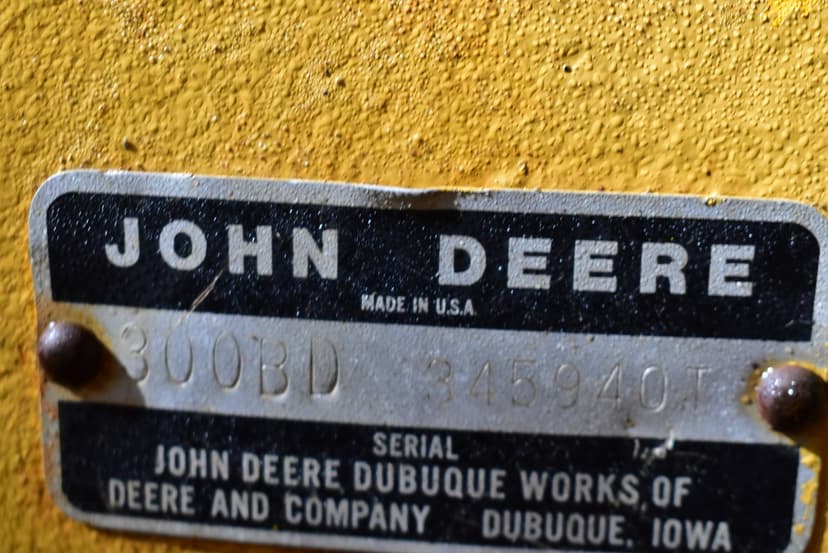 JOHN DEERE
MADE IN U.S.A.
300BD 345940T
SERIAL
JOHN DEERE DUBUQUE WORKS OF
DEERE AND COMPANY DUBUQUE, IOWA